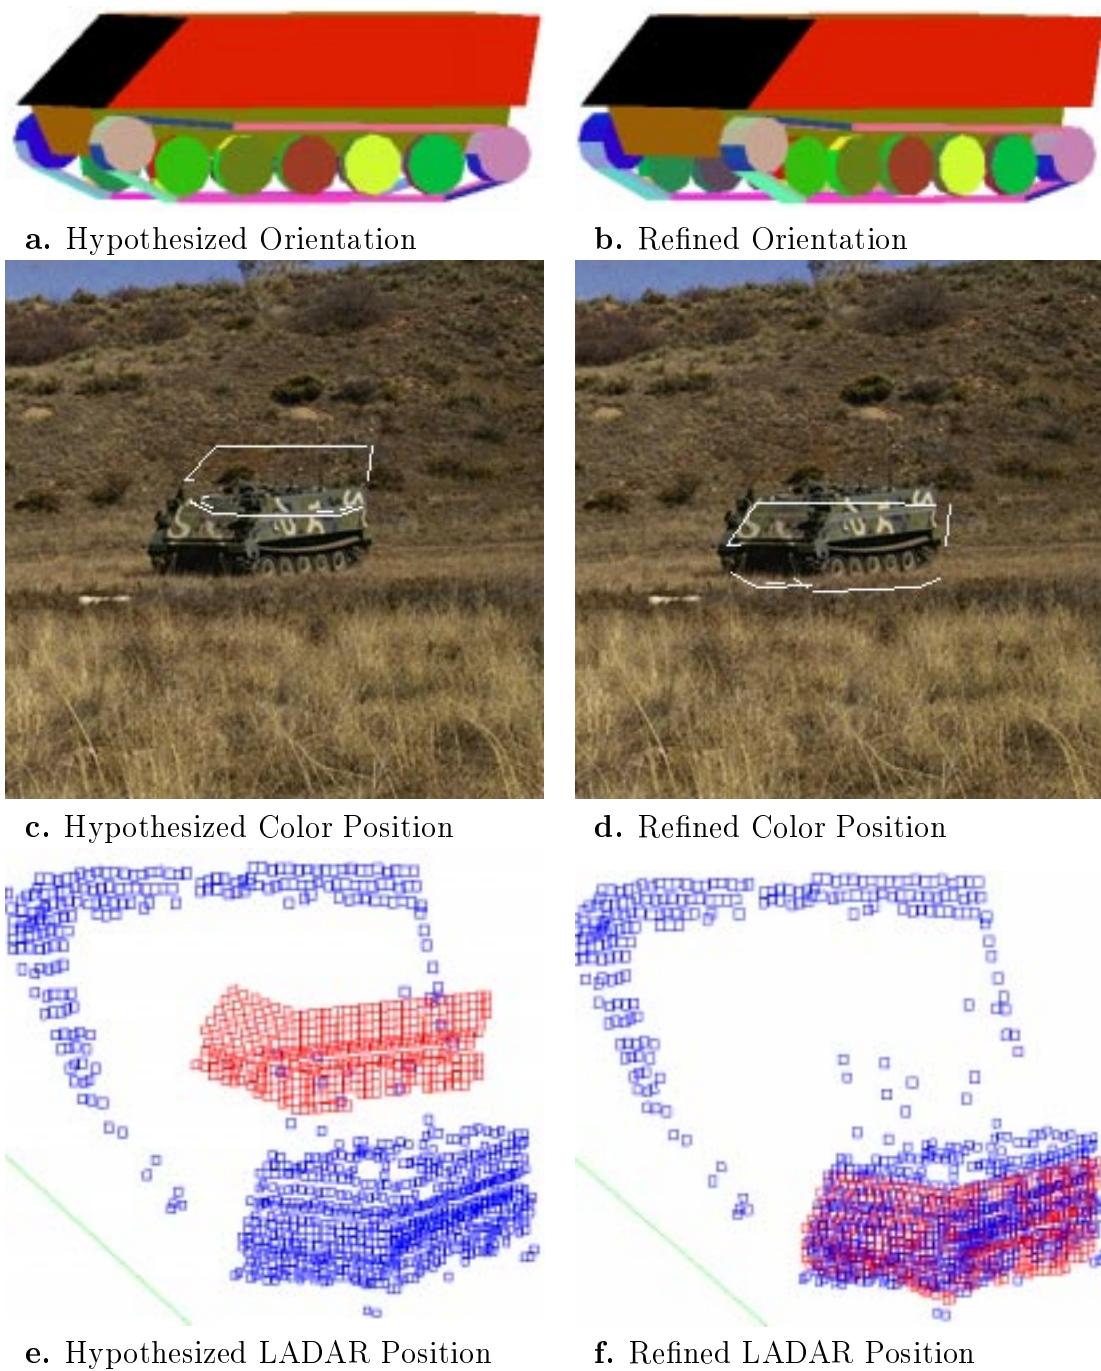 a. Hypothesized Orientation
b. Refined Orientation
c. Hypothesized Color Position
d. Refined Color Position
e. Hypothesized LADAR Position
f. Refined LADAR Position